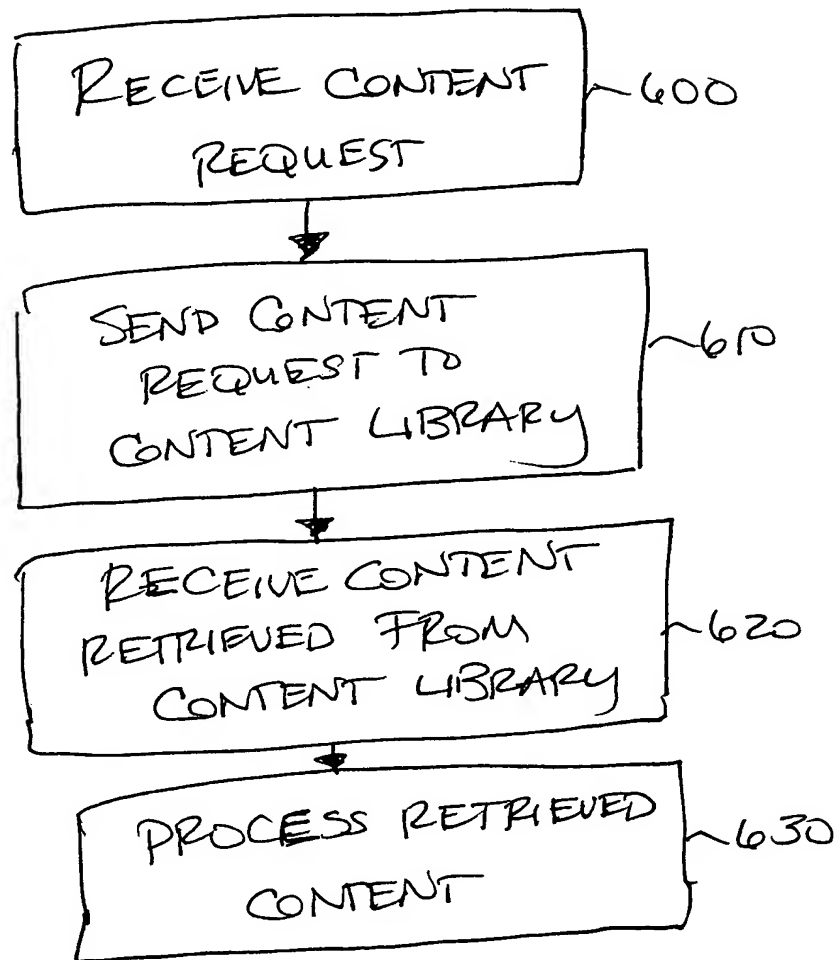 RECEIVE CONTENT
REQUEST
600
SEND CONTENT
REQUEST TO
CONTENT LIBRARY
610
RECEIVE CONTENT
RETRIEVED FROM
CONTENT LIBRARY
620
PROCESS RETRIEVED
CONTENT
630